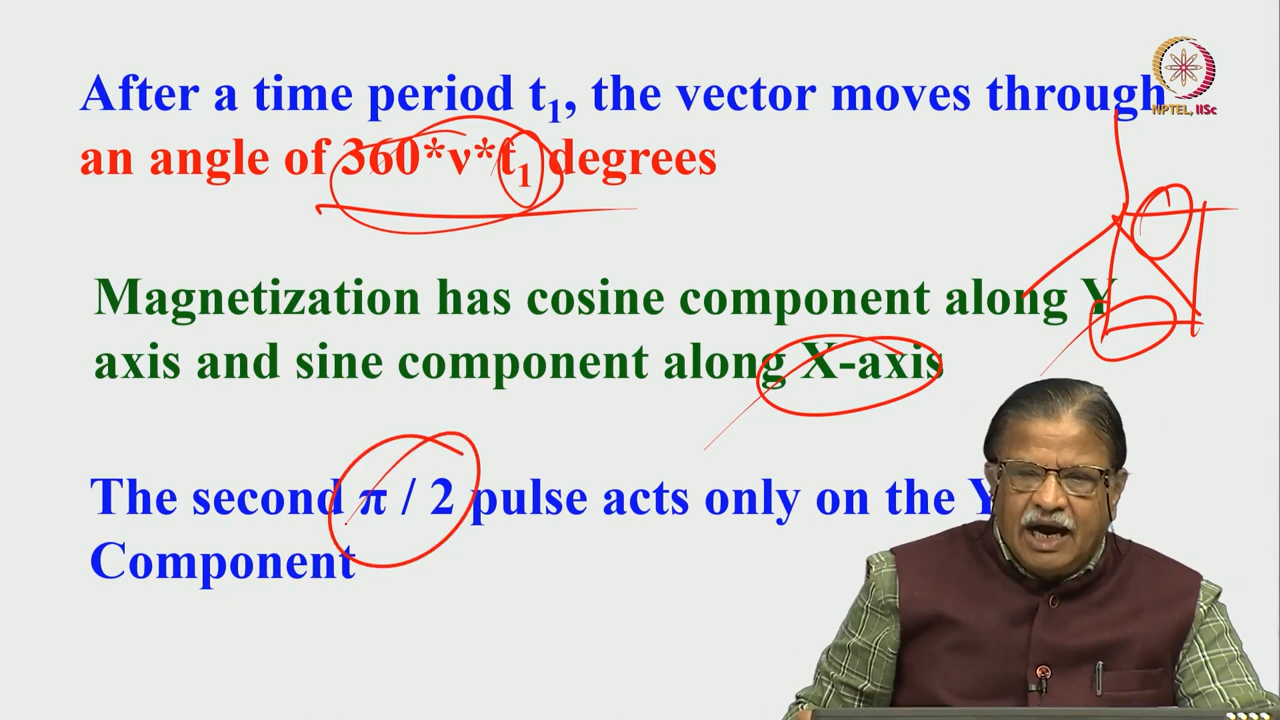 NPTEL, IISc
After a time period t₁, the vector moves through
an angle of 360*ν*t₁ degrees
Magnetization has cosine component along Y
axis and sine component along X-axis
The second π / 2 pulse acts only on the Y
Component